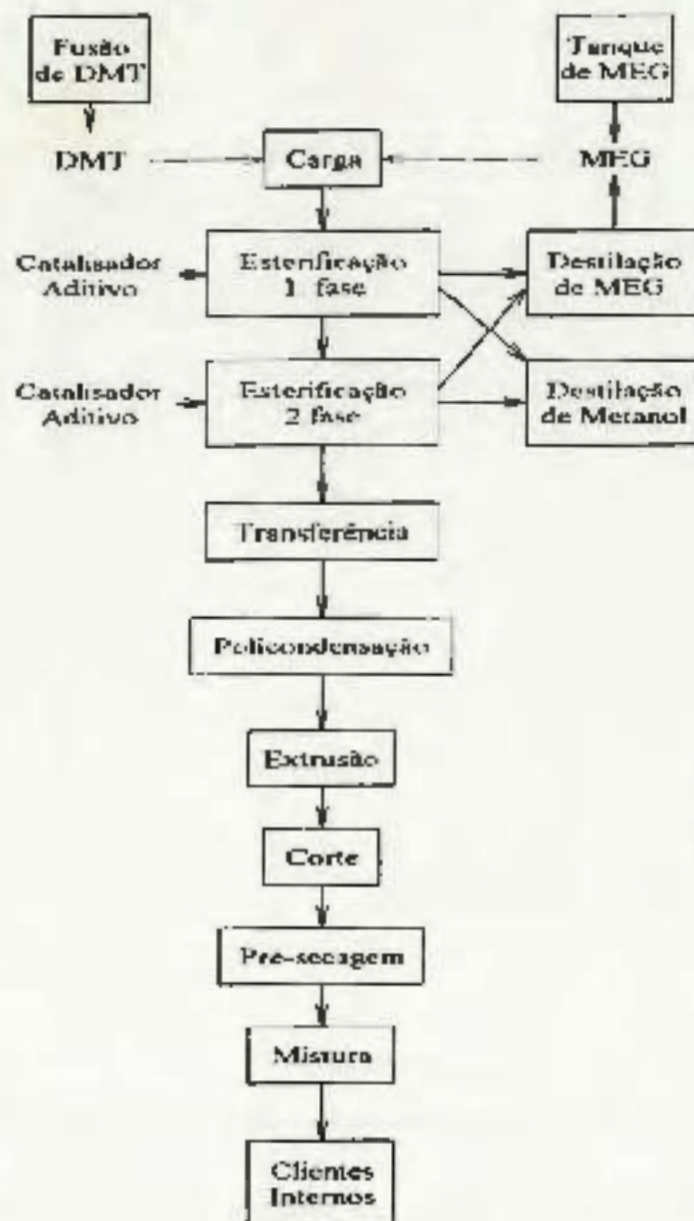 Fusão
de DMT
Tanque
de MEG
DMT
Carga
MEG
Catalisador
Aditivo
Esterificação
1. fase
Destilação
de MEG
Catalisador
Aditivo
Esterificação
2 fase
Destilação
de Metanol
Transferência
Policondensação
Extrusão
Corte
Pré-secagem
Mistura
Clientes
Internos